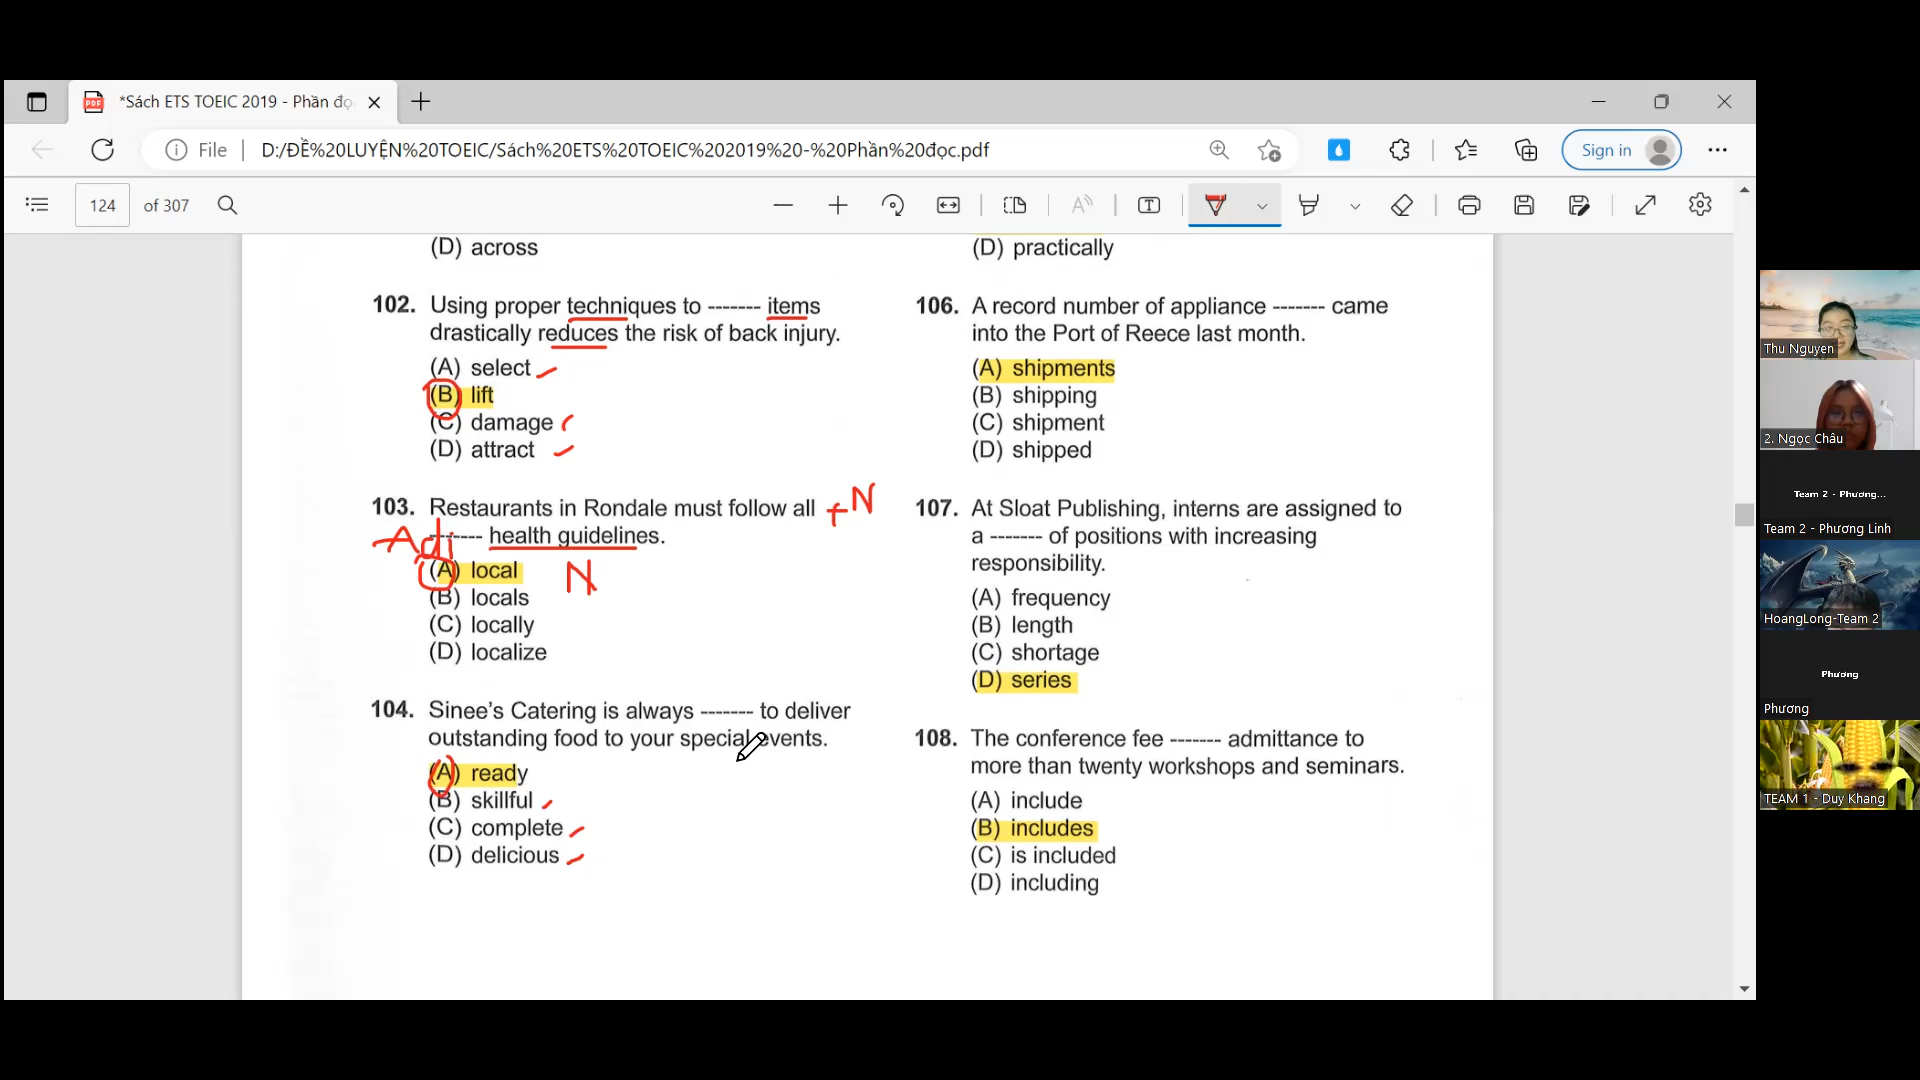 *Sách ETS TOEIC 2019 - Phần đọ
File
D:/ĐỀ%20LUYỆN%20TOEIC/Sách%20ETS%20TOEIC%202019%20-%20Phần%20đọc.pdf
Sign in
124 of 307
(D) across
102. Using proper techniques to ------- items
drastically reduces the risk of back injury.
(A) select
(B) lift
(C) damage
(D) attract
103. Restaurants in Rondale must follow all + N
Adj
------- health guidelines.
(A) local N
(B) locals
(C) locally
(D) localize
104. Sinee's Catering is always ------- to deliver
outstanding food to your special events.
(A) ready
(B) skillful
(C) complete
(D) delicious
(D) practically
106. A record number of appliance ------- came
into the Port of Reece last month.
(A) shipments
(B) shipping
(C) shipment
(D) shipped
107. At Sloat Publishing, interns are assigned to
a ------- of positions with increasing
responsibility.
(A) frequency
(B) length
(C) shortage
(D) series
108. The conference fee ------- admittance to
more than twenty workshops and seminars.
(A) include
(B) includes
(C) is included
(D) including
Thu Nguyen
2. Ngọc Châu
Team 2 - Phương...
Team 2 - Phương Linh
HoangLong-Team 2
Phương
Phương
TEAM 1 - Duy Khang